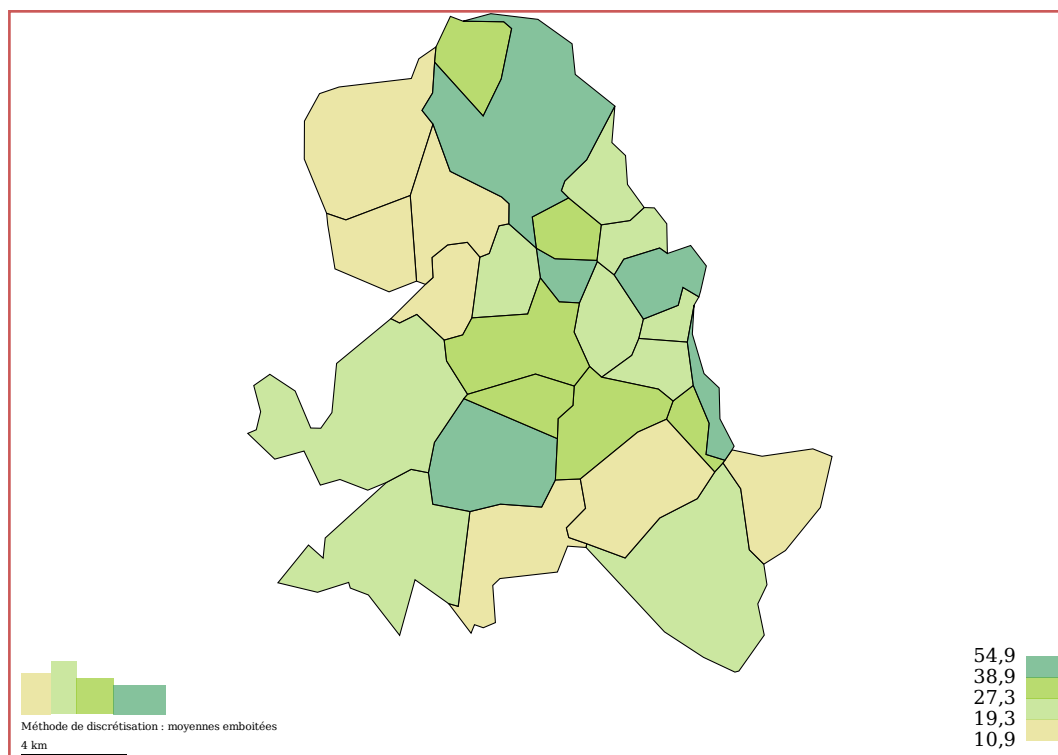 54,9
38,9
27,3
19,3
10,9
Méthode de discrétisation : moyennes emboitées
4 km